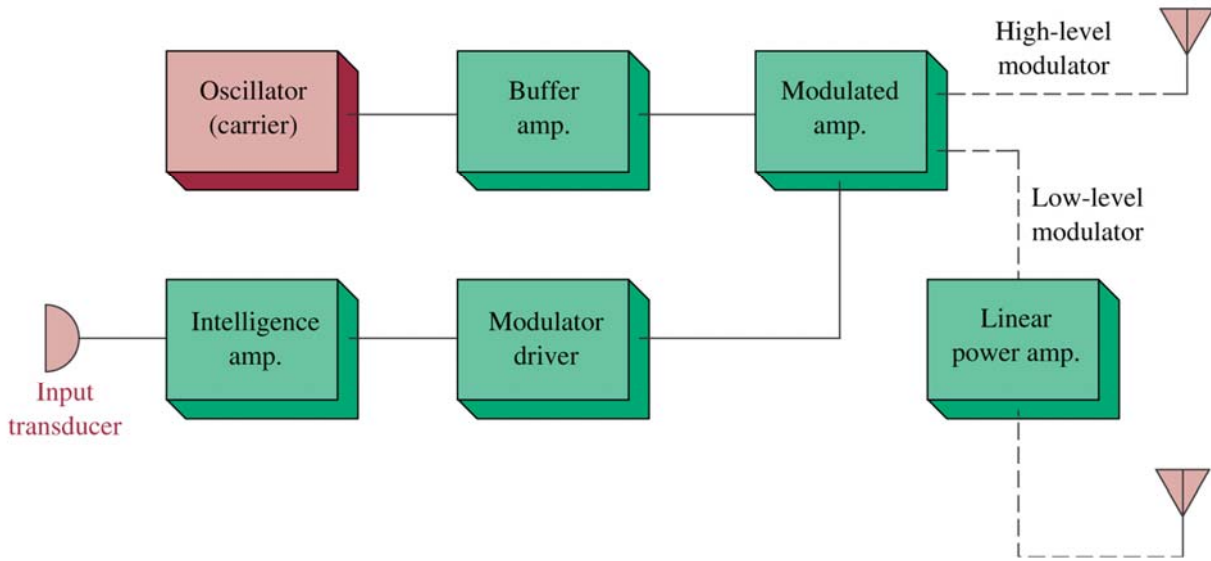 High-level
modulator
Oscillator
(carrier)
Buffer
amp.
Modulated
amp.
Low-level
modulator
Intelligence
amp.
Modulator
driver
Linear
power amp.
Input
transducer